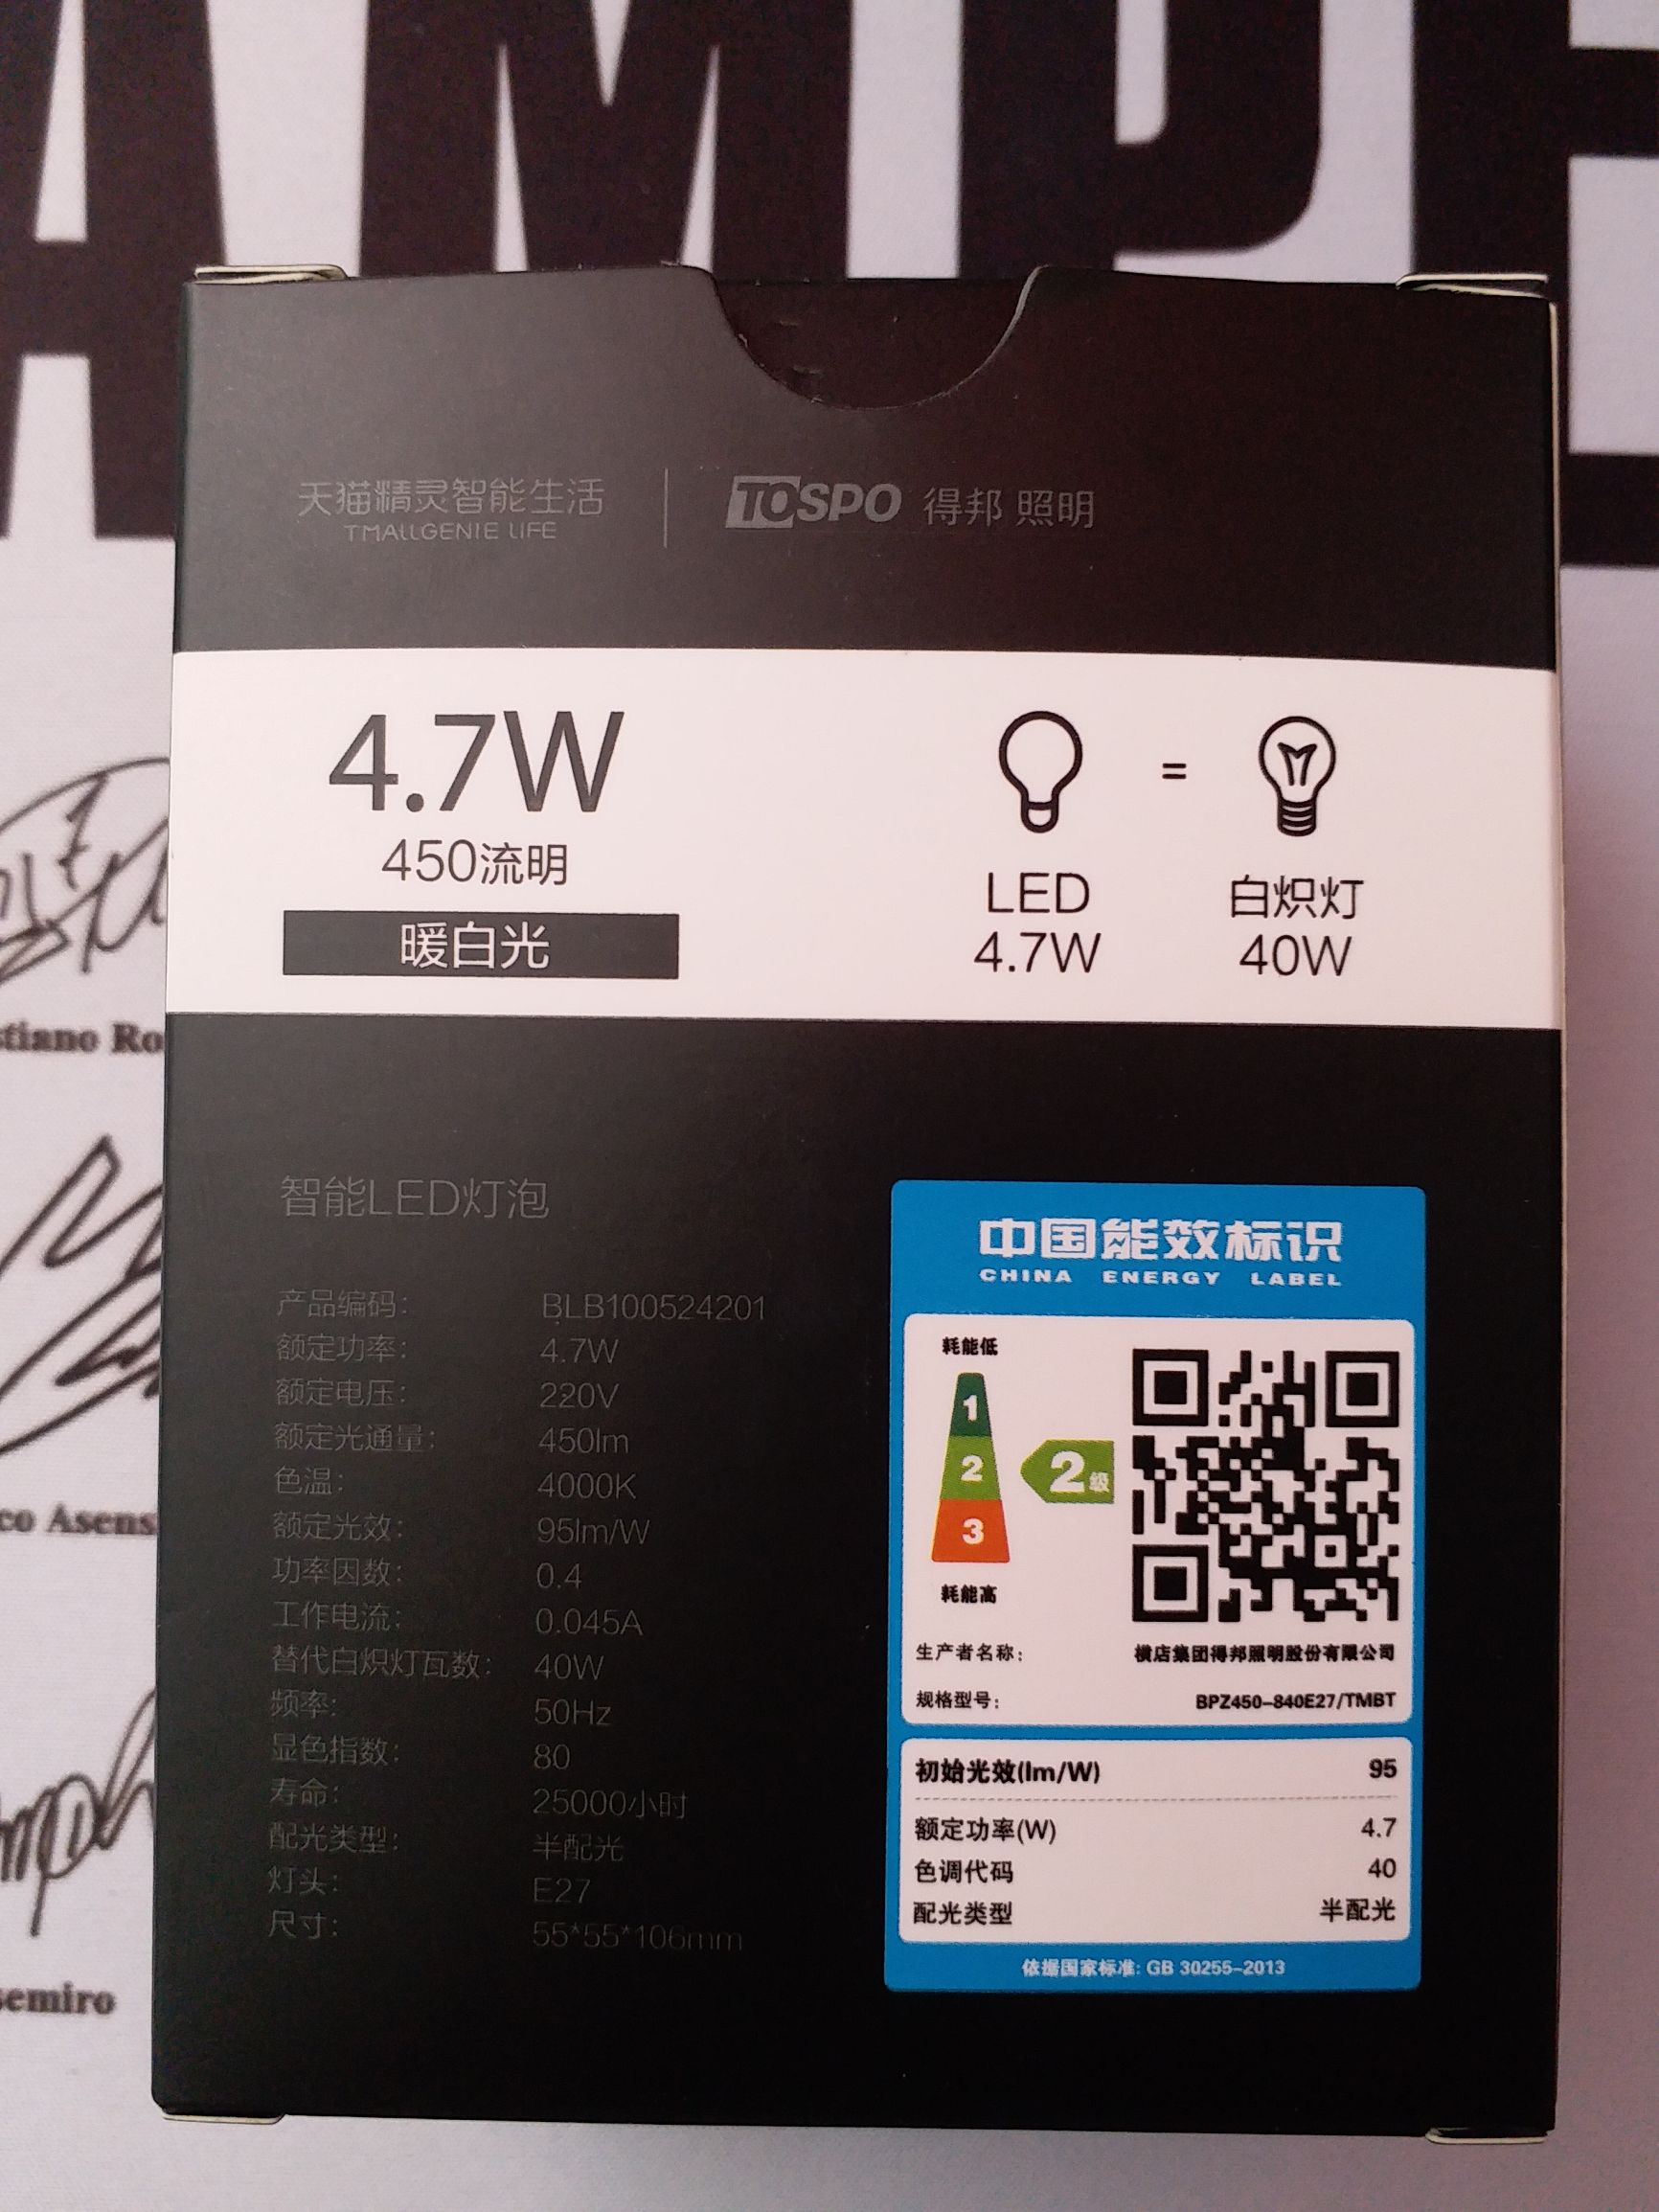 AMPE
天猫精灵智能生活
TMALLGENIE LIFE
TOSPO 得邦 照明
4.7W
450流明
暖白光
LED
4.7W
=
白炽灯
40W
智能LED灯泡
产品编码: BLB100524201
额定功率: 4.7W
额定电压: 220V
额定光通量: 450lm
色温: 4000K
额定光效: 95lm/W
功率因数: 0.4
工作电流: 0.045A
替代白炽灯瓦数: 40W
频率: 50Hz
显色指数: 80
寿命: 25000小时
配光类型: 半配光
灯头: E27
尺寸: 55*55*106mm
中国能效标识
CHINA ENERGY LABEL
耗能低
1
2
3
2级
耗能高
生产者名称: 横店集团得邦照明股份有限公司
规格型号: BPZ450-840E27/TMBT
初始光效(lm/W) 95
额定功率(W) 4.7
色调代码 40
配光类型 半配光
依据国家标准: GB 30255-2013
stiano Ro
co Asens
semiro